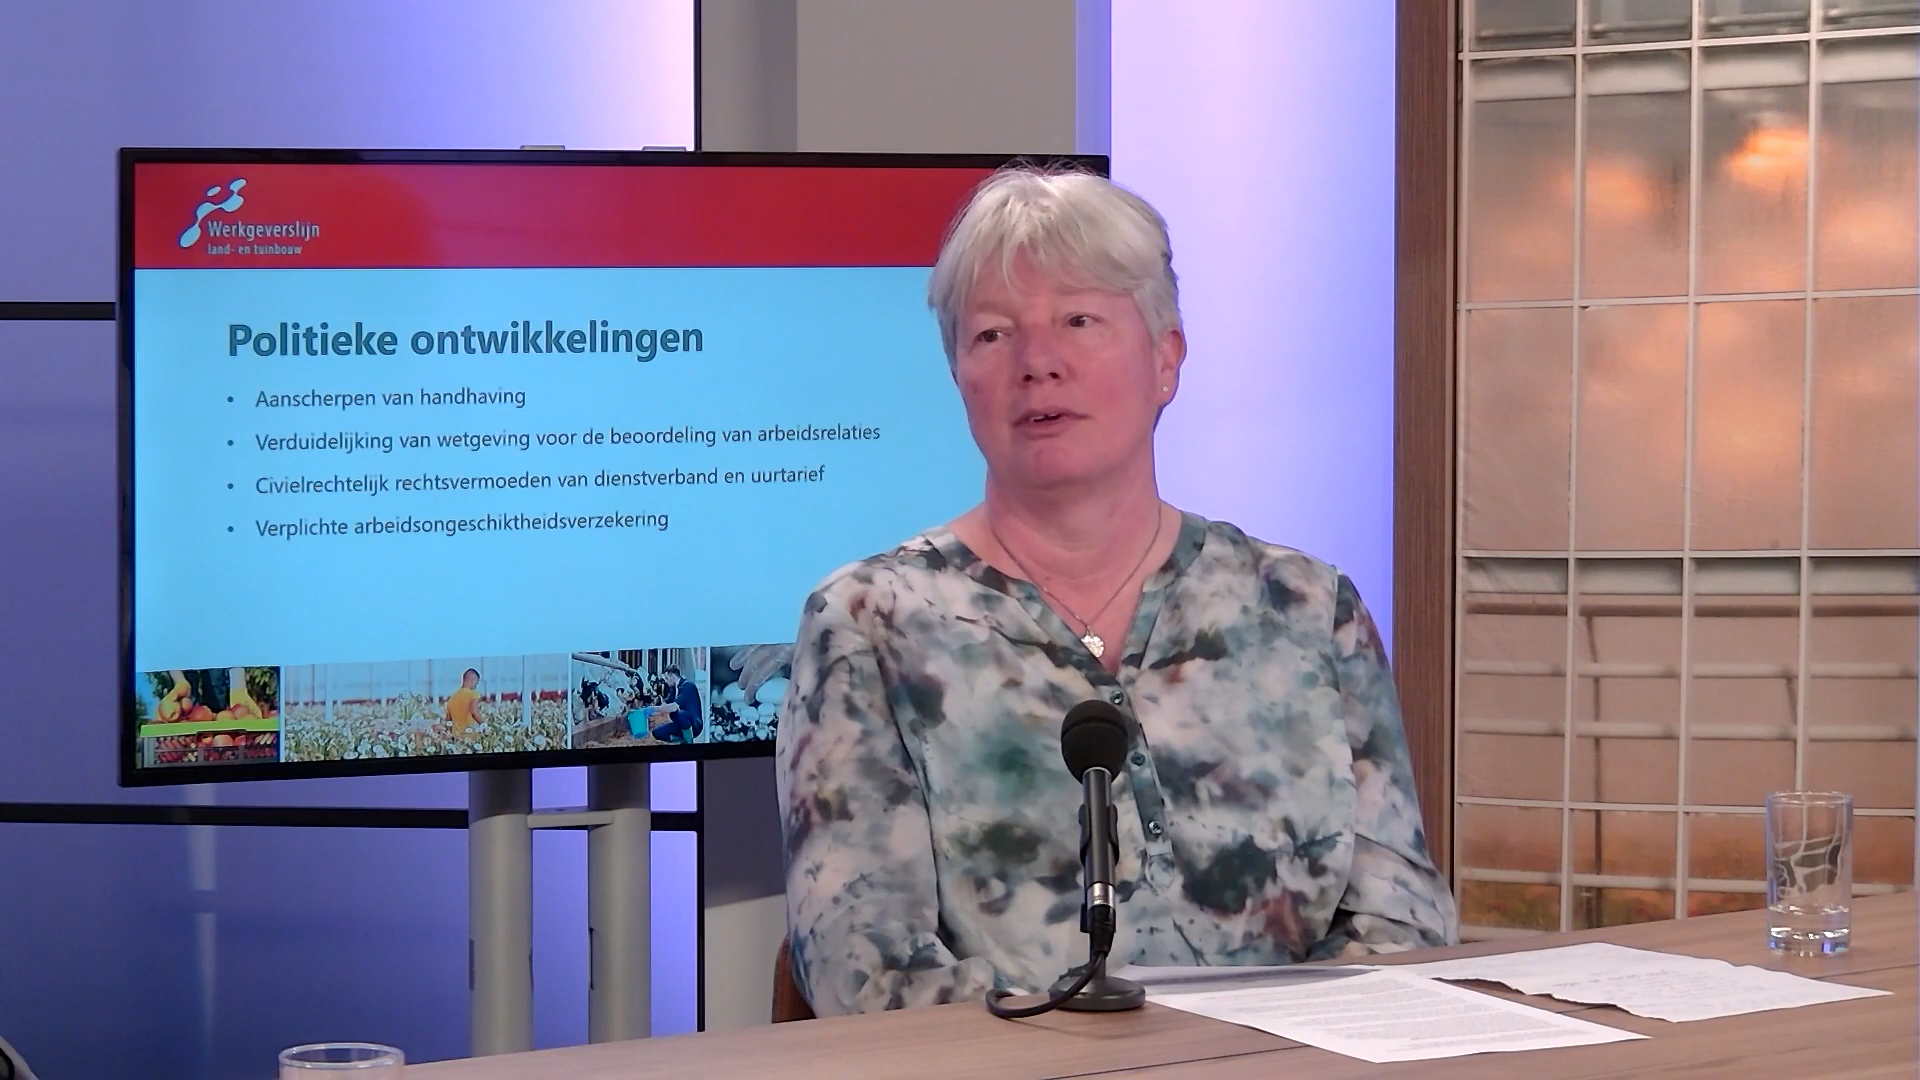 Werkgeverslijn
land- en tuinbouw
Politieke ontwikkelingen
• Aanscherpen van handhaving
• Verduidelijking van wetgeving voor de beoordeling van arbeidsrelaties
• Civielrechtelijk rechtsvermoeden van dienstverband en uurtarief
• Verplichte arbeidsongeschiktheidsverzekering